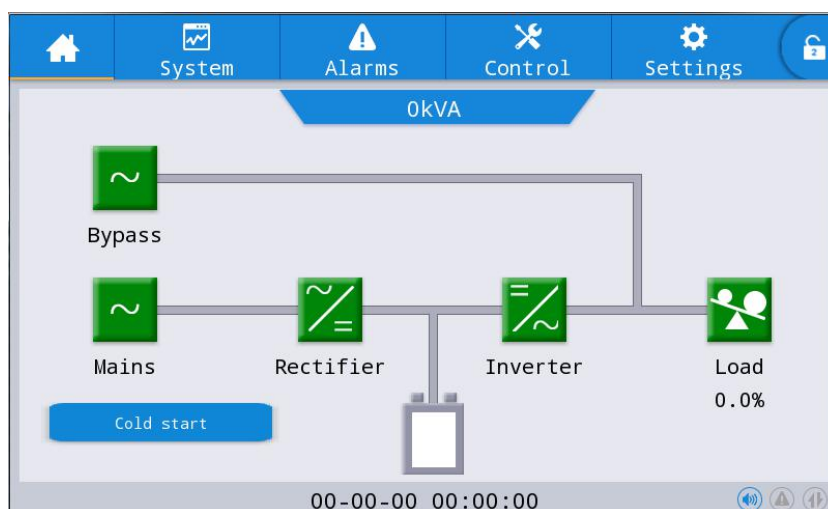 System Alarms Control Settings 2
0kVA
Bypass
Mains Rectifier Inverter Load
0.0%
Cold start
00-00-00 00:00:00